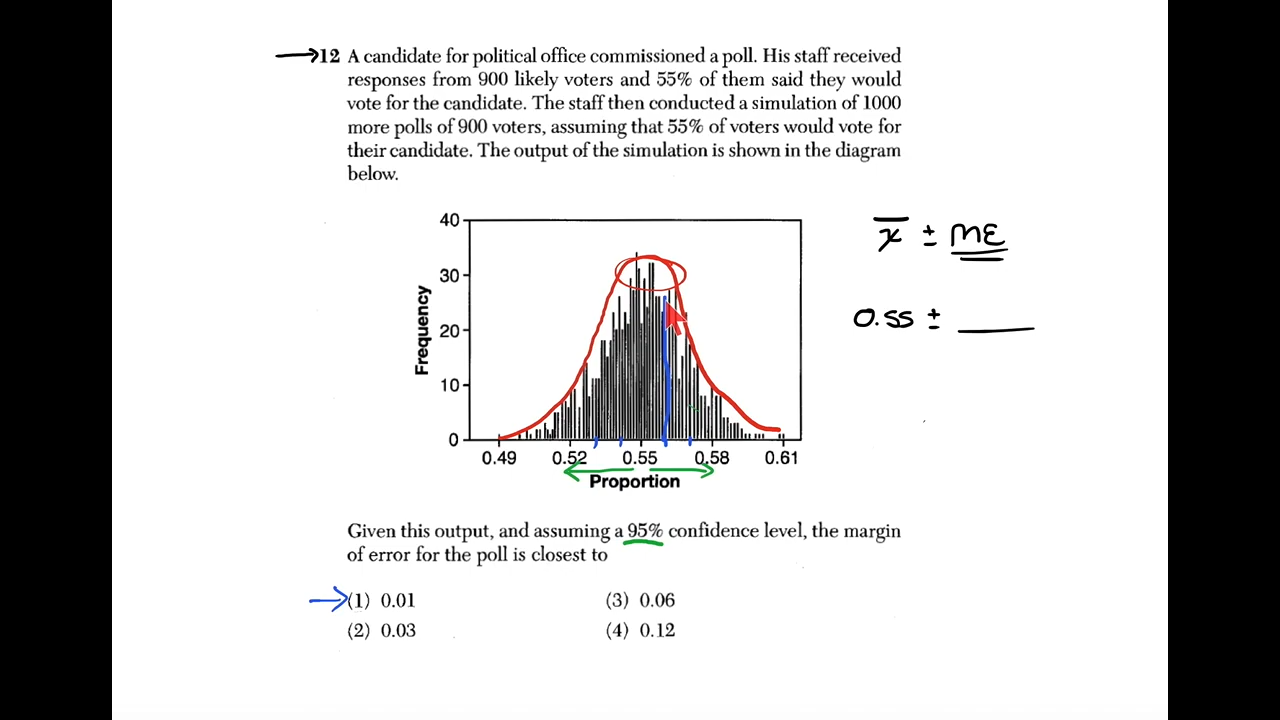 12 A candidate for political office commissioned a poll. His staff received
responses from 900 likely voters and 55% of them said they would
vote for the candidate. The staff then conducted a simulation of 1000
more polls of 900 voters, assuming that 55% of voters would vote for
their candidate. The output of the simulation is shown in the diagram
below.
40
30
20
10
0
Frequency
0.49 0.52 0.55 0.58 0.61
Proportion
x̄ ± ME
0.55 ± ____
Given this output, and assuming a 95% confidence level, the margin
of error for the poll is closest to
(1) 0.01 (3) 0.06
(2) 0.03 (4) 0.12